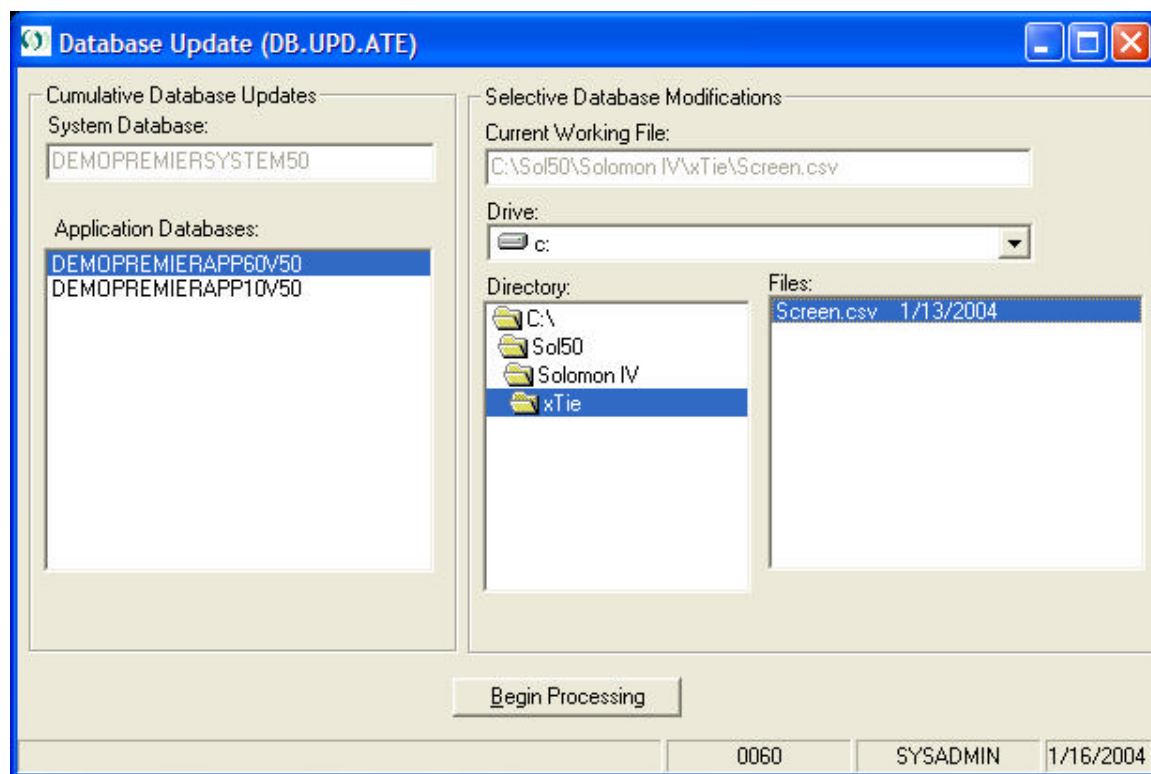 Database Update (DB.UPD.ATE)
Cumulative Database Updates
System Database:
DEMOPREMIERSYSTEM50
Application Databases:
DEMOPREMIERAPP60V50
DEMOPREMIERAPP10V50
Selective Database Modifications
Current Working File:
C:\Sol50\Solomon IV\xTie\Screen.csv
Drive:
c:
Directory:
C:\
Sol50
Solomon IV
xTie
Files:
Screen.csv 1/13/2004
Begin Processing
0060 SYSADMIN 1/16/2004